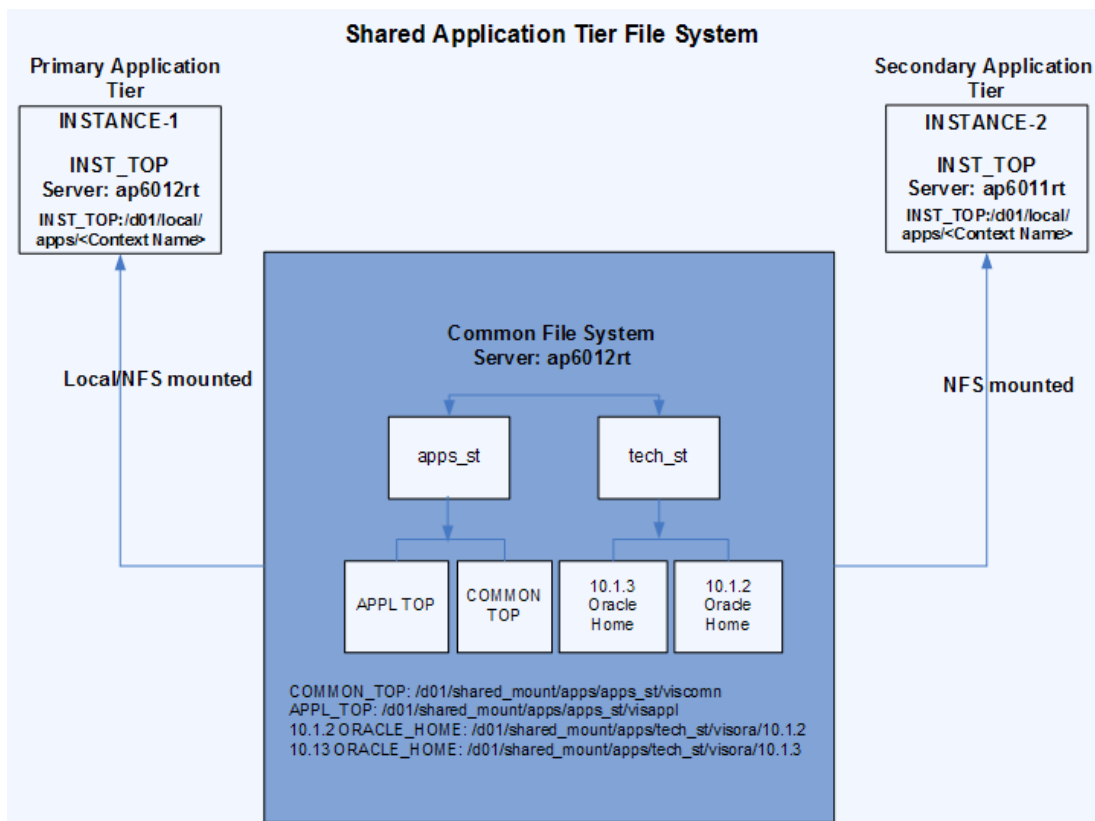 Shared Application Tier File System
Primary Application
Tier
INSTANCE-1
INST_TOP
Server: ap6012rt
INST_TOP:/d01/local/
apps/<Context Name>
Secondary Application
Tier
INSTANCE-2
INST_TOP
Server: ap6011rt
INST_TOP:/d01/local/
apps/<Context Name>
Local/NFS mounted
NFS mounted
Common File System
Server: ap6012rt
apps_st
tech_st
APPL TOP
COMMON
TOP
10.1.3
Oracle
Home
10.1.2
Oracle
Home
COMMON_TOP: /d01/shared_mount/apps/apps_st/viscomn
APPL_TOP: /d01/shared_mount/apps/apps_st/visappl
10.1.2 ORACLE_HOME: /d01/shared_mount/apps/tech_st/visora/10.1.2
10.13 ORACLE_HOME: /d01/shared_mount/apps/tech_st/visora/10.1.3